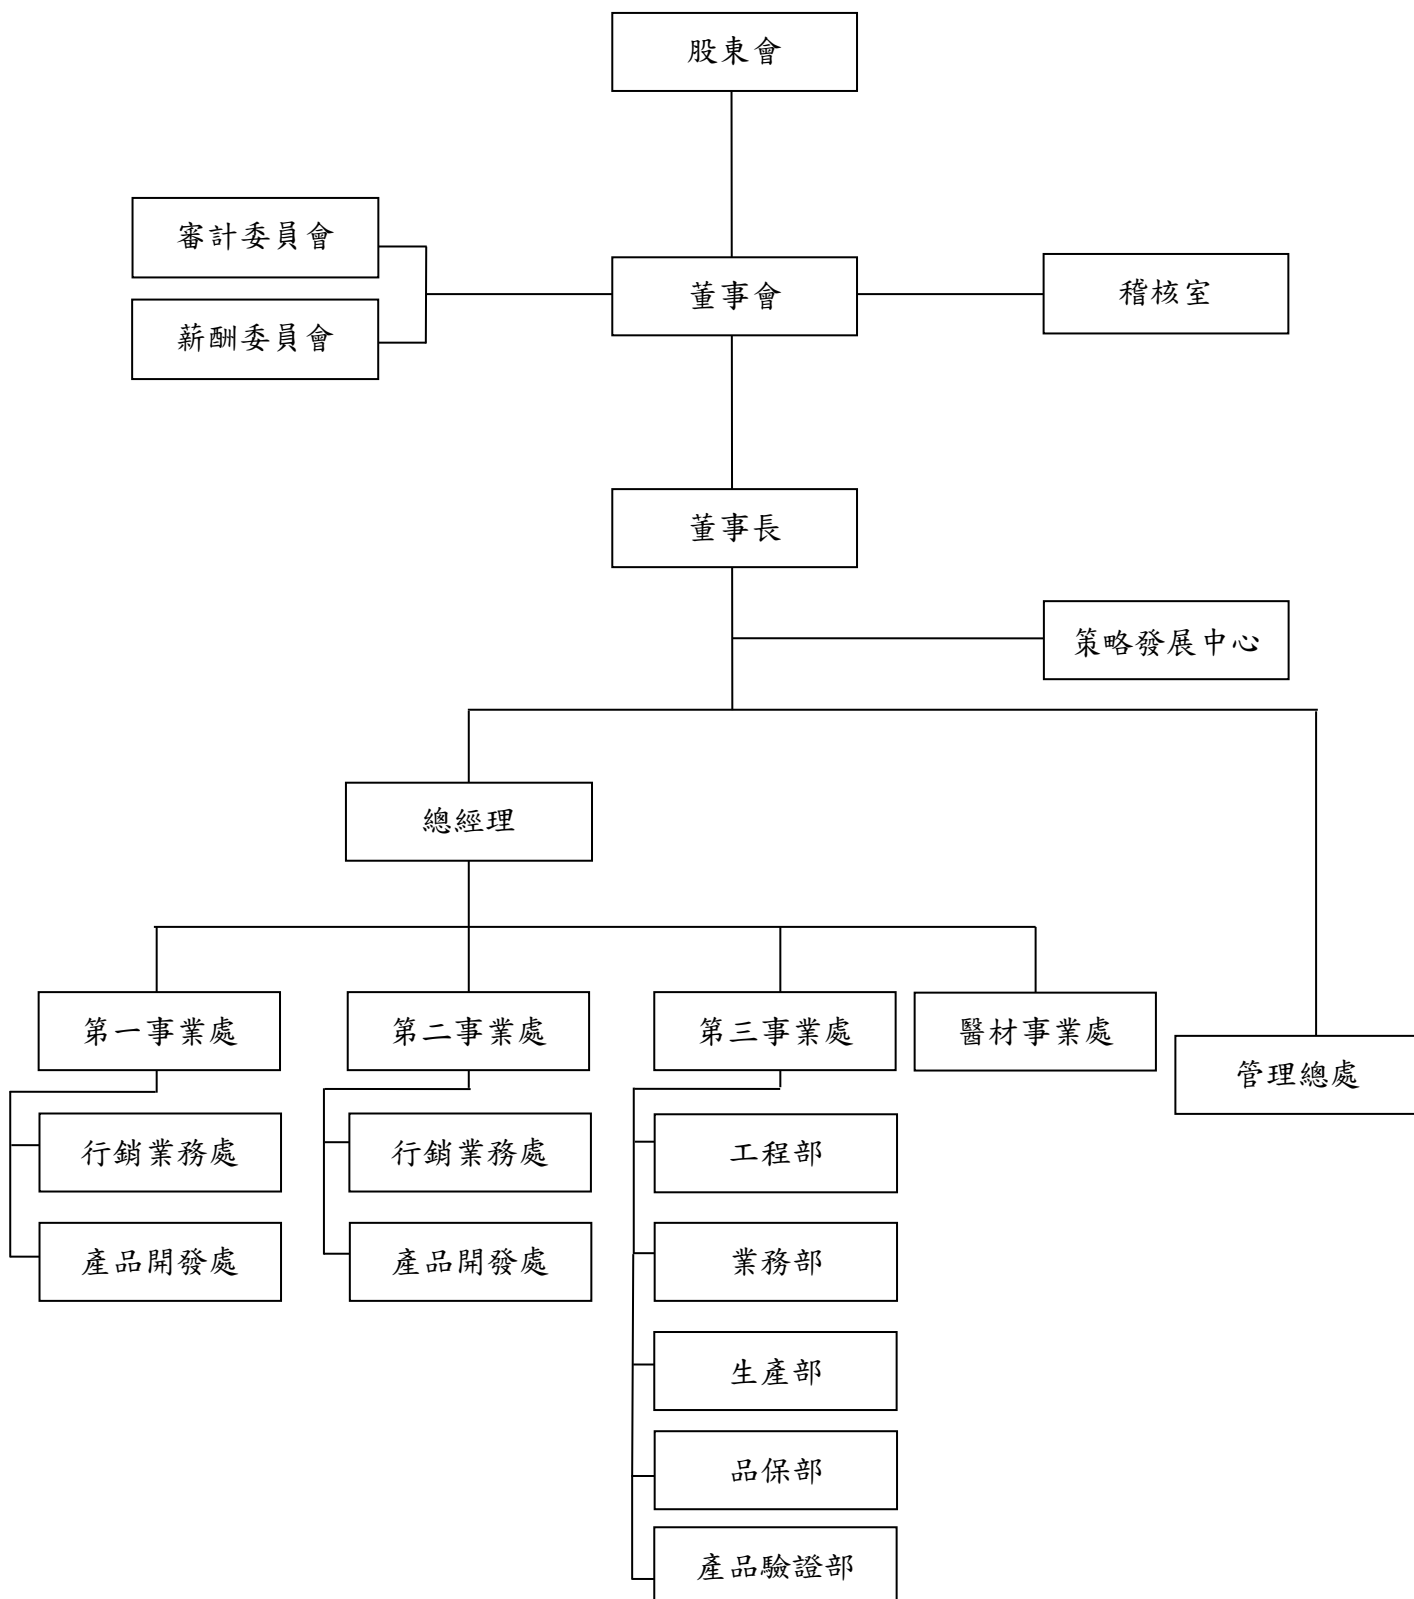 股東會
審計委員會
董事會
稽核室
薪酬委員會
董事長
策略發展中心
總經理
第一事業處
第二事業處
第三事業處
醫材事業處
管理總處
行銷業務處
行銷業務處
工程部
產品開發處
產品開發處
業務部
生產部
品保部
產品驗證部